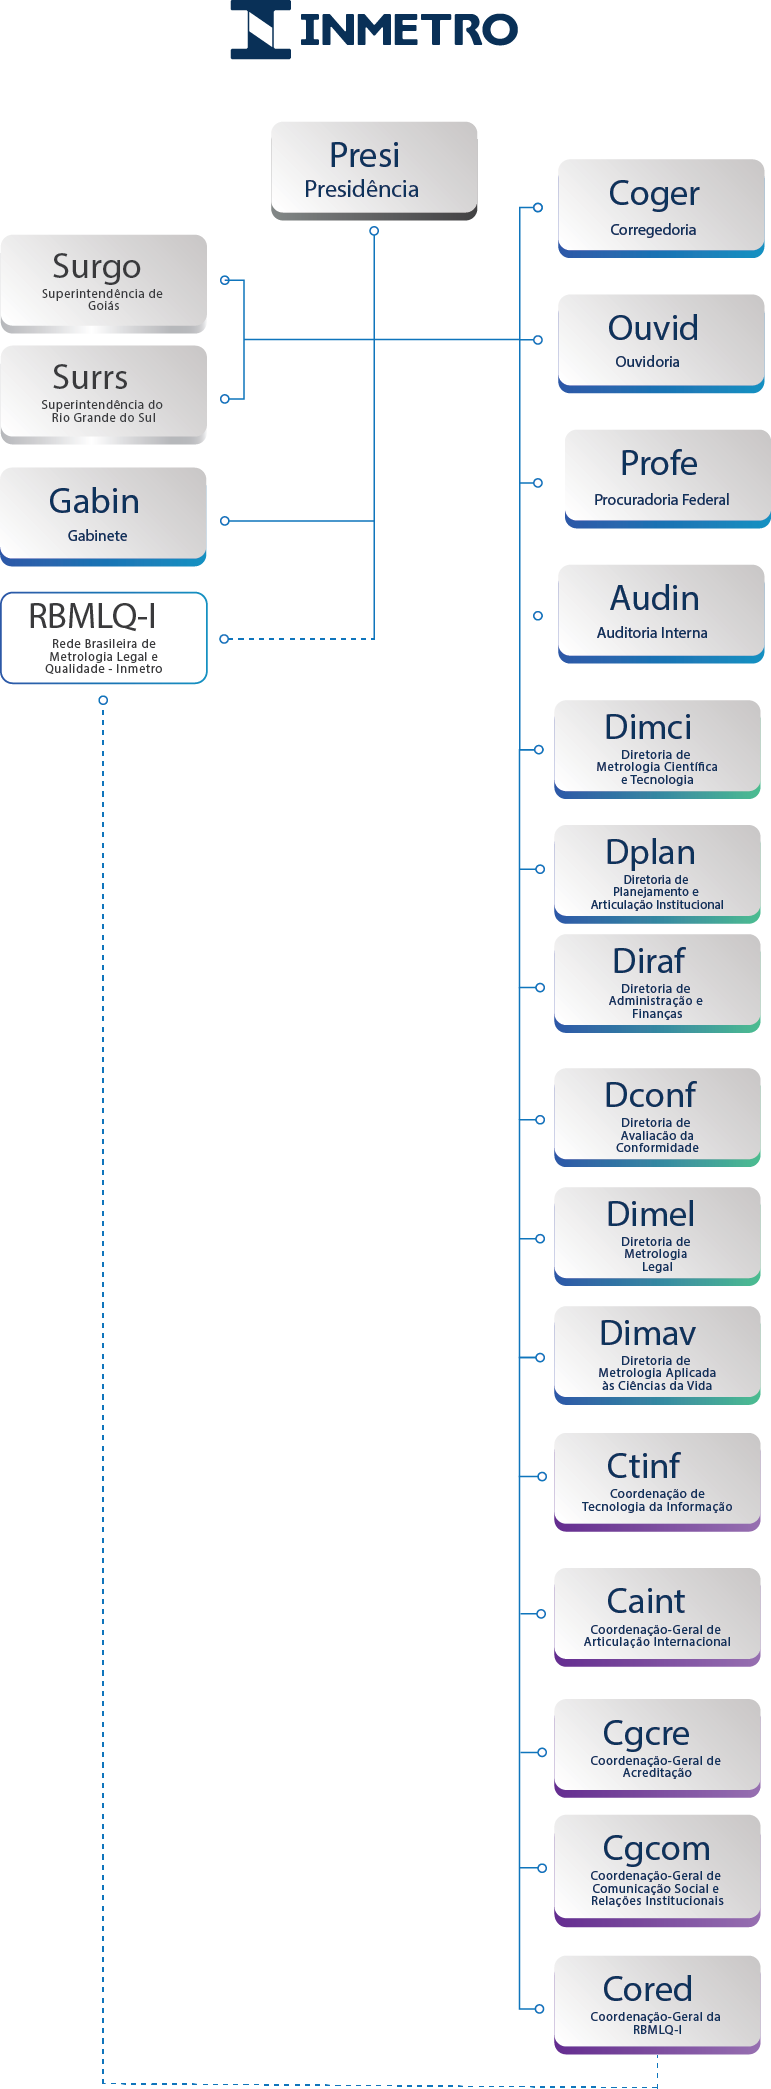 INMETRO
Presi
Presidência
Surgo
Superintendência de
Goiás
Surrs
Superintendência do
Rio Grande do Sul
Gabin
Gabinete
RBMLQ-I
Rede Brasileira de
Metrologia Legal e
Qualidade - Inmetro
Coger
Corregedoria
Ouvid
Ouvidoria
Profe
Procuradoria Federal
Audin
Auditoria Interna
Dimci
Diretoria de
Metrologia Científica
e Tecnologia
Dplan
Diretoria de
Planejamento e
Articulação Institucional
Diraf
Diretoria de
Administração e
Finanças
Dconf
Diretoria de
Avaliacão da
Conformidade
Dimel
Diretoria de
Metrologia
Legal
Dimav
Diretoria de
Metrologia Aplicada
às Ciências da Vida
Ctinf
Coordenação de
Tecnologia da Informação
Caint
Coordenação-Geral de
Articulação Internacional
Cgcre
Coordenação-Geral de
Acreditação
Cgcom
Coordenação-Geral de
Comunicação Social e
Relações Institucionais
Cored
Coordenação-Geral da
RBMLQ-I